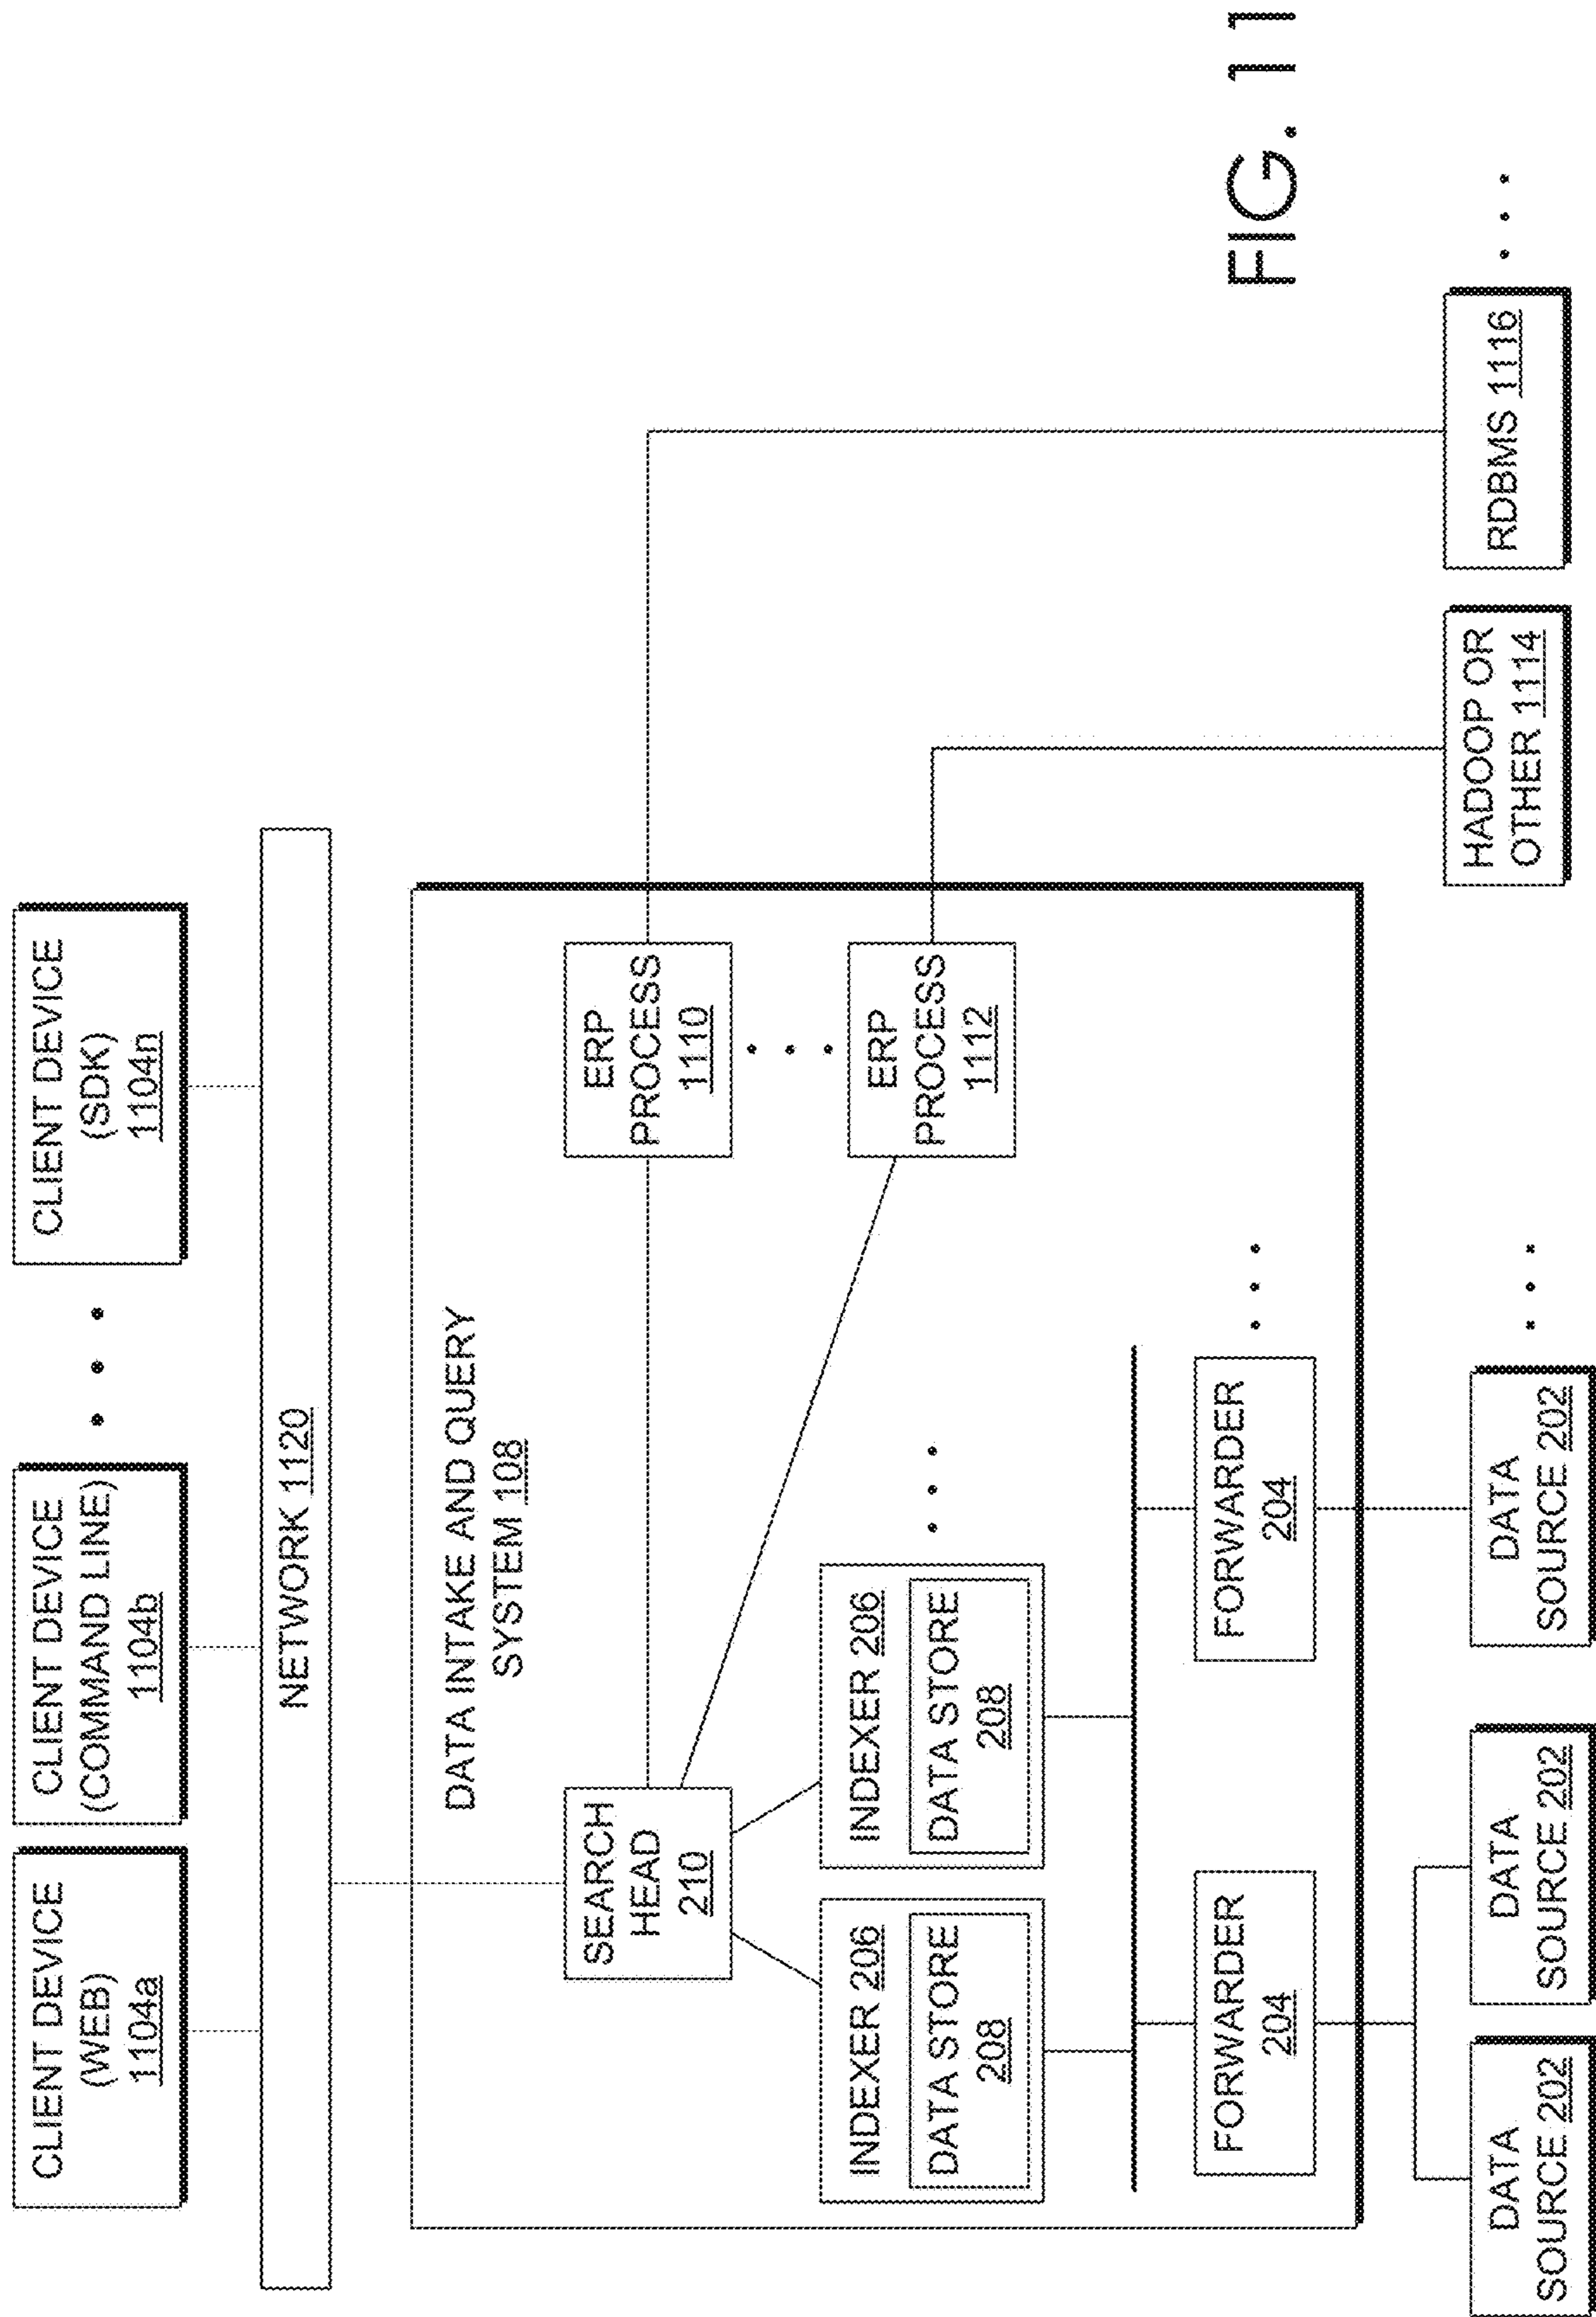 CLIENT DEVICE
(WEB)
1104a
CLIENT DEVICE
(COMMAND LINE)
1104b
CLIENT DEVICE
(SDK)
1104n
NETWORK 1120
DATA INTAKE AND QUERY
SYSTEM 108
SEARCH
HEAD
210
ERP
PROCESS
1110
INDEXER 206
DATA STORE
208
INDEXER 206
DATA STORE
208
ERP
PROCESS
1112
FORWARDER
204
FORWARDER
204
DATA
SOURCE 202
DATA
SOURCE 202
DATA
SOURCE 202
HADOOP OR
OTHER 1114
RDBMS 1116
FIG. 11